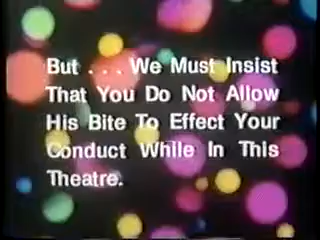 But . . . We Must Insist
That You Do Not Allow
His Bite To Effect Your
Conduct While In This
Theatre.